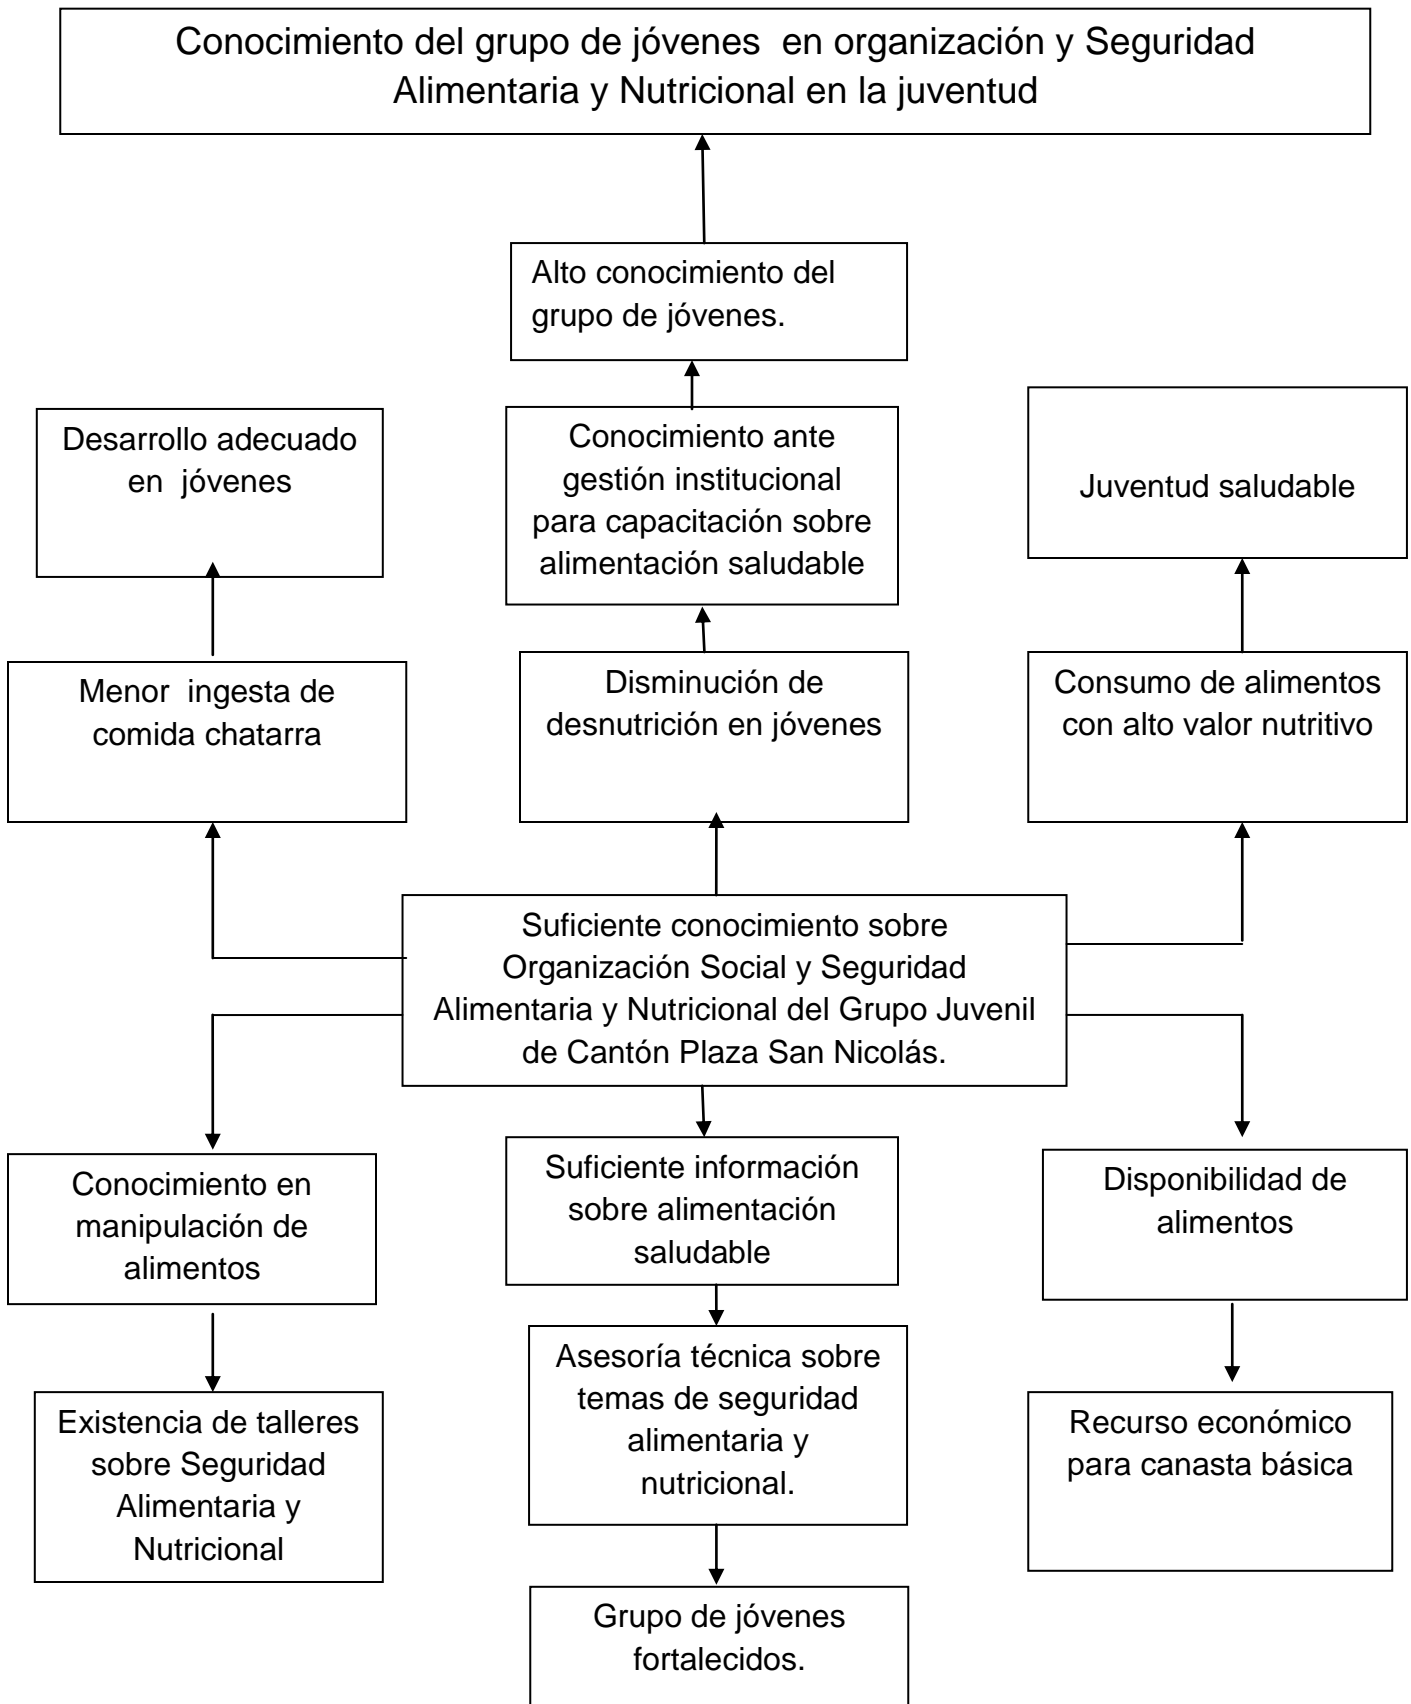 Conocimiento del grupo de jóvenes en organización y Seguridad
Alimentaria y Nutricional en la juventud
Alto conocimiento del
grupo de jóvenes.
Desarrollo adecuado
en jóvenes
Conocimiento ante
gestión institucional
para capacitación sobre
alimentación saludable
Juventud saludable
Menor ingesta de
comida chatarra
Disminución de
desnutrición en jóvenes
Consumo de alimentos
con alto valor nutritivo
Suficiente conocimiento sobre
Organización Social y Seguridad
Alimentaria y Nutricional del Grupo Juvenil
de Cantón Plaza San Nicolás.
Conocimiento en
manipulación de
alimentos
Suficiente información
sobre alimentación
saludable
Disponibilidad de
alimentos
Existencia de talleres
sobre Seguridad
Alimentaria y
Nutricional
Asesoría técnica sobre
temas de seguridad
alimentaria y
nutricional.
Recurso económico
para canasta básica
Grupo de jóvenes
fortalecidos.